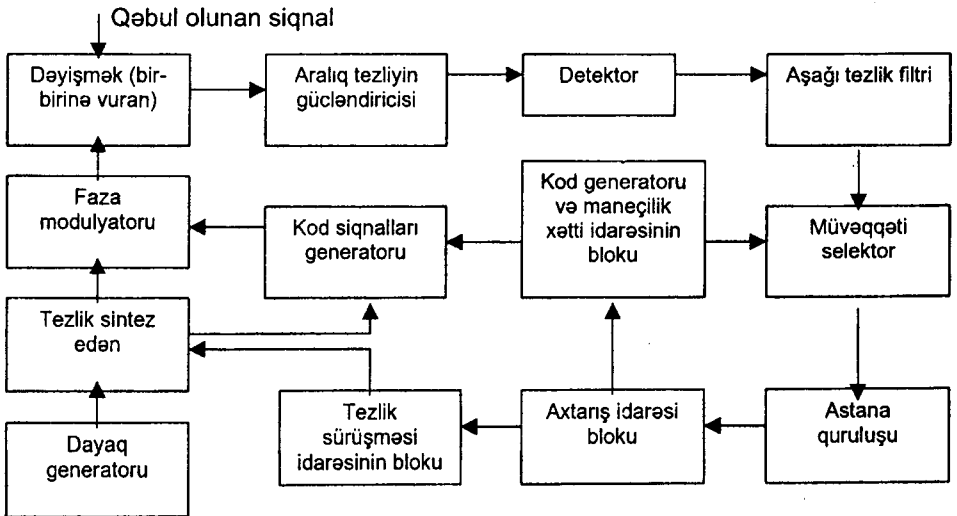 Qəbul olunan siqnal
Dəyişmək (bir-
birinə vuran)
Aralıq tezliyin
gücləndiricisi
Detektor
Aşağı tezlik filtri
Faza
modulyatoru
Kod siqnalları
generatoru
Kod generatoru
və maneçilik
xətti idarəsinin
bloku
Müvəqqəti
selektor
Tezlik sintez
edən
Dayaq
generatoru
Tezlik
sürüşməsi
idarəsinin bloku
Axtarış idarəsi
bloku
Astana
quruluşu